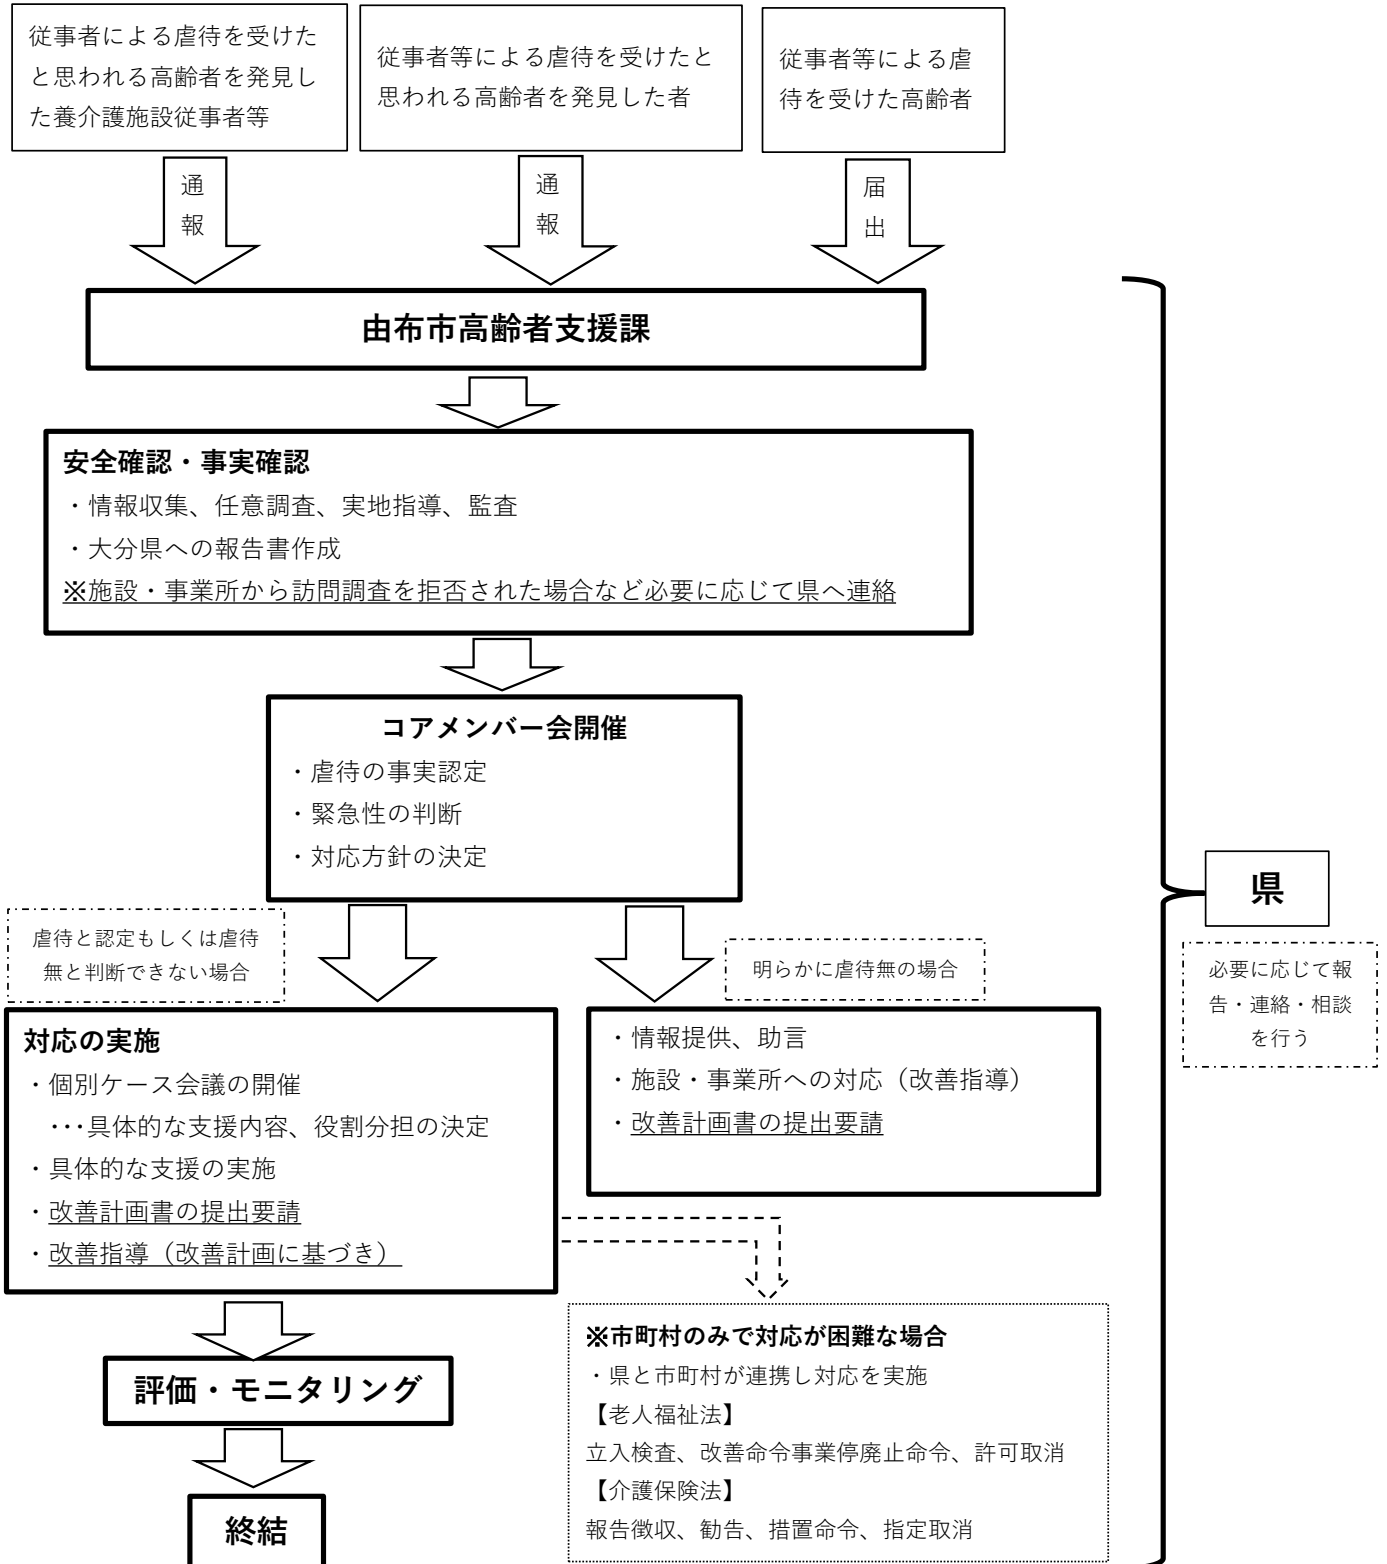 従事者による虐待を受けた
と思われる高齢者を発見し
た養介護施設従事者等
従事者等による虐待を受けたと
思われる高齢者を発見した者
従事者等による虐
待を受けた高齢者
通
報
通
報
届
出
由布市高齢者支援課
安全確認・事実確認
・情報収集、任意調査、実地指導、監査
・大分県への報告書作成
※施設・事業所から訪問調査を拒否された場合など必要に応じて県へ連絡
コアメンバー会開催
・虐待の事実認定
・緊急性の判断
・対応方針の決定
県
必要に応じて報
告・連絡・相談
を行う
虐待と認定もしくは虐待
無と判断できない場合
明らかに虐待無の場合
対応の実施
・個別ケース会議の開催
・・・具体的な支援内容、役割分担の決定
・具体的な支援の実施
・改善計画書の提出要請
・改善指導（改善計画に基づき）
・情報提供、助言
・施設・事業所への対応（改善指導）
・改善計画書の提出要請
※市町村のみで対応が困難な場合
・県と市町村が連携し対応を実施
【老人福祉法】
立入検査、改善命令事業停廃止命令、許可取消
【介護保険法】
報告徴収、勧告、措置命令、指定取消
評価・モニタリング
終結